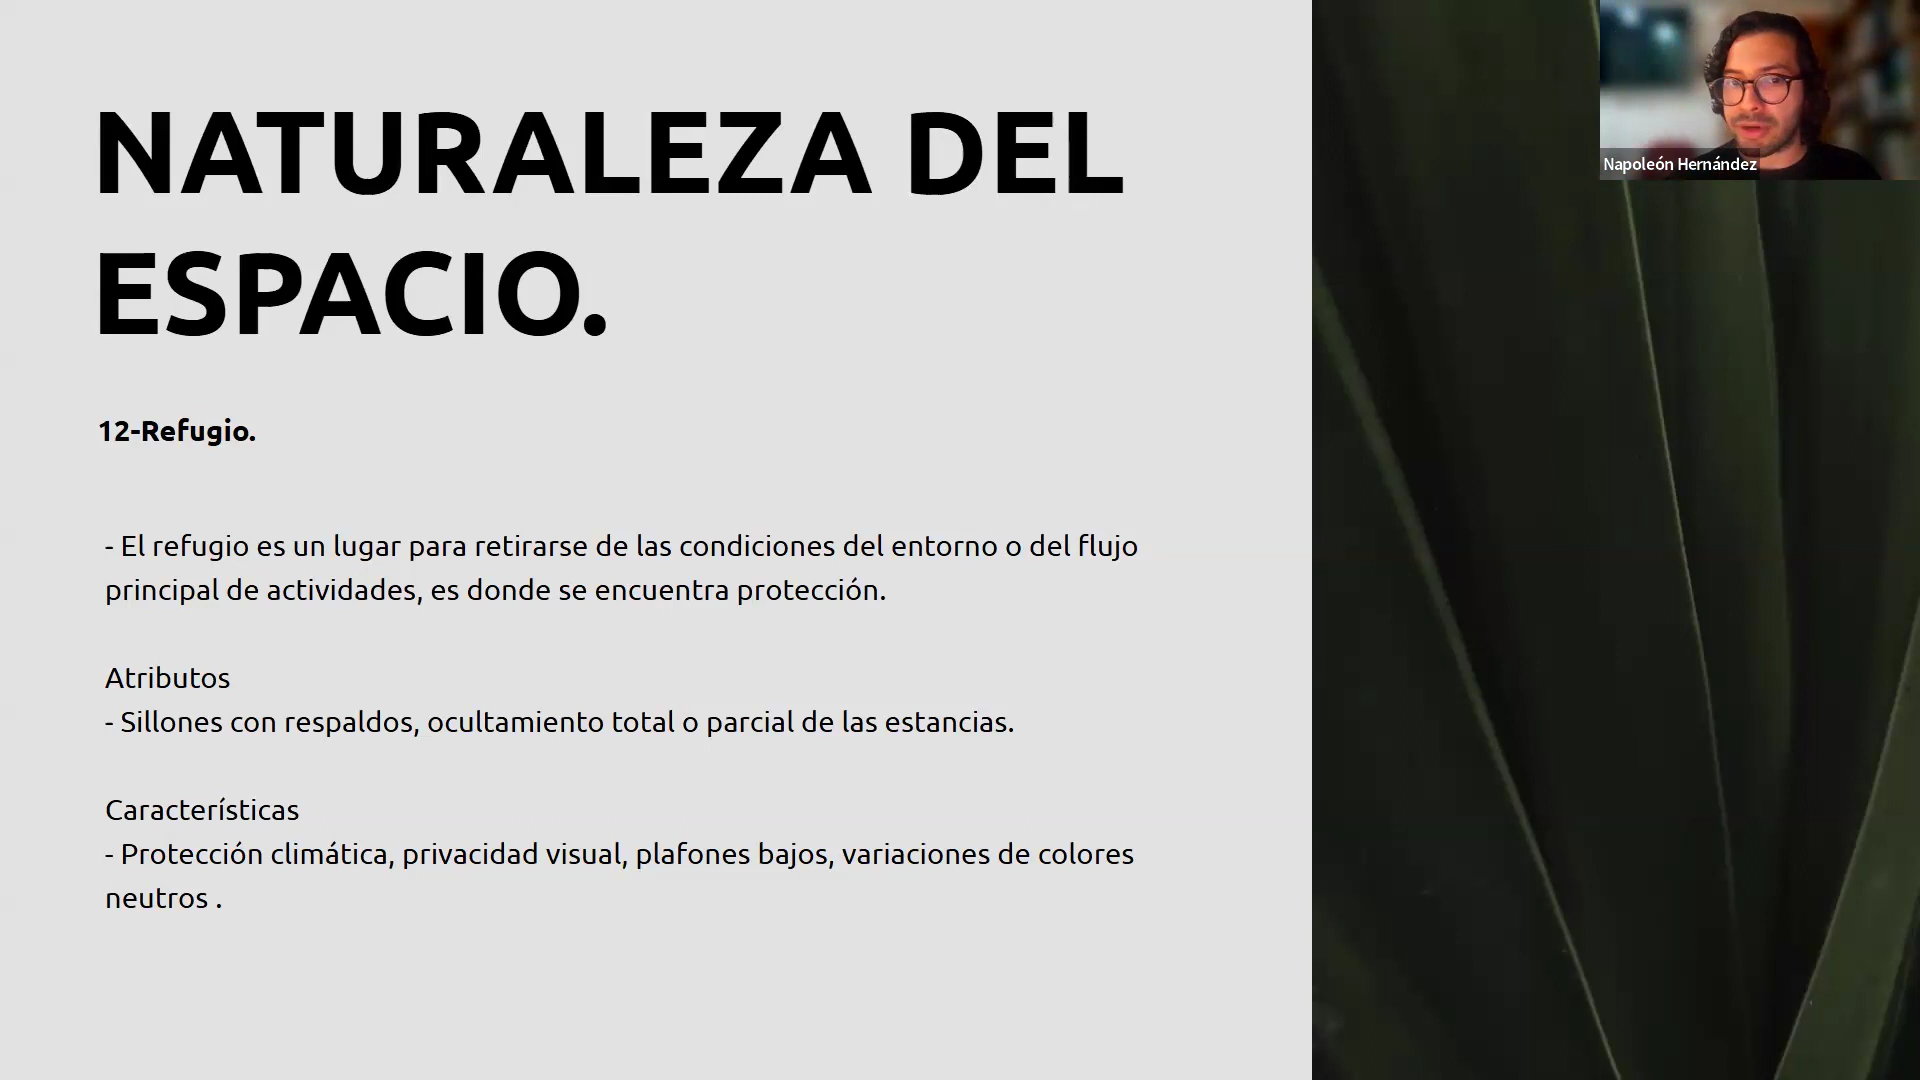 NATURALEZA DEL
ESPACIO.
12-Refugio.
- El refugio es un lugar para retirarse de las condiciones del entorno o del flujo
principal de actividades, es donde se encuentra protección.
Atributos
- Sillones con respaldos, ocultamiento total o parcial de las estancias.
Características
- Protección climática, privacidad visual, plafones bajos, variaciones de colores
neutros .
Napoleón Hernández